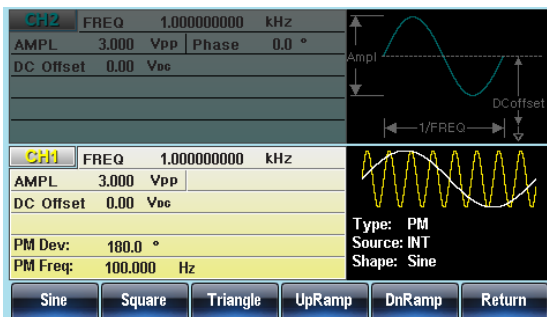 CH2 FREQ 1.000000000 kHz
AMPL 3.000 Vpp Phase 0.0 °
DC Offset 0.00 VDC
Ampl
DCoffset
1/FREQ
CH1 FREQ 1.000000000 kHz
AMPL 3.000 Vpp
DC Offset 0.00 VDC
PM Dev: 180.0 °
PM Freq: 100.000 Hz
Type: PM
Source: INT
Shape: Sine
Sine Square Triangle UpRamp DnRamp Return